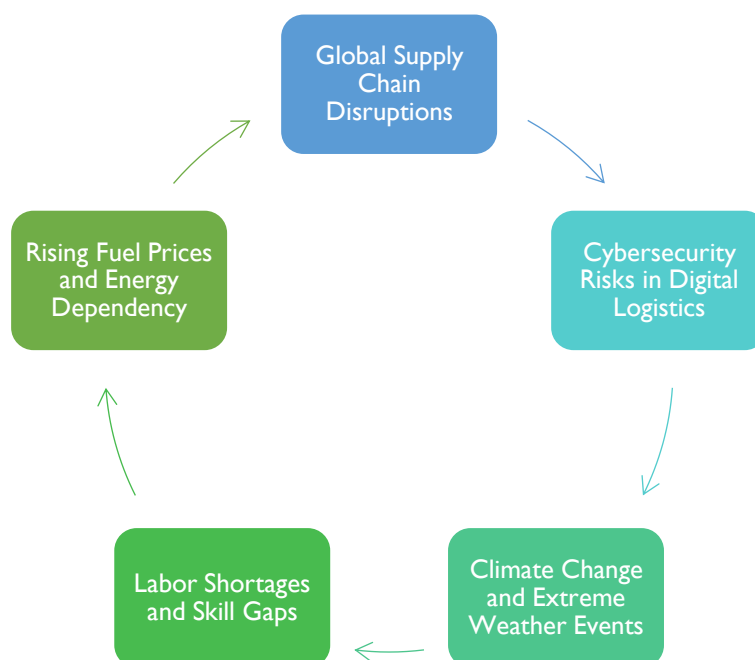 Global Supply
Chain
Disruptions
Cybersecurity
Risks in Digital
Logistics
Climate Change
and Extreme
Weather Events
Labor Shortages
and Skill Gaps
Rising Fuel Prices
and Energy
Dependency